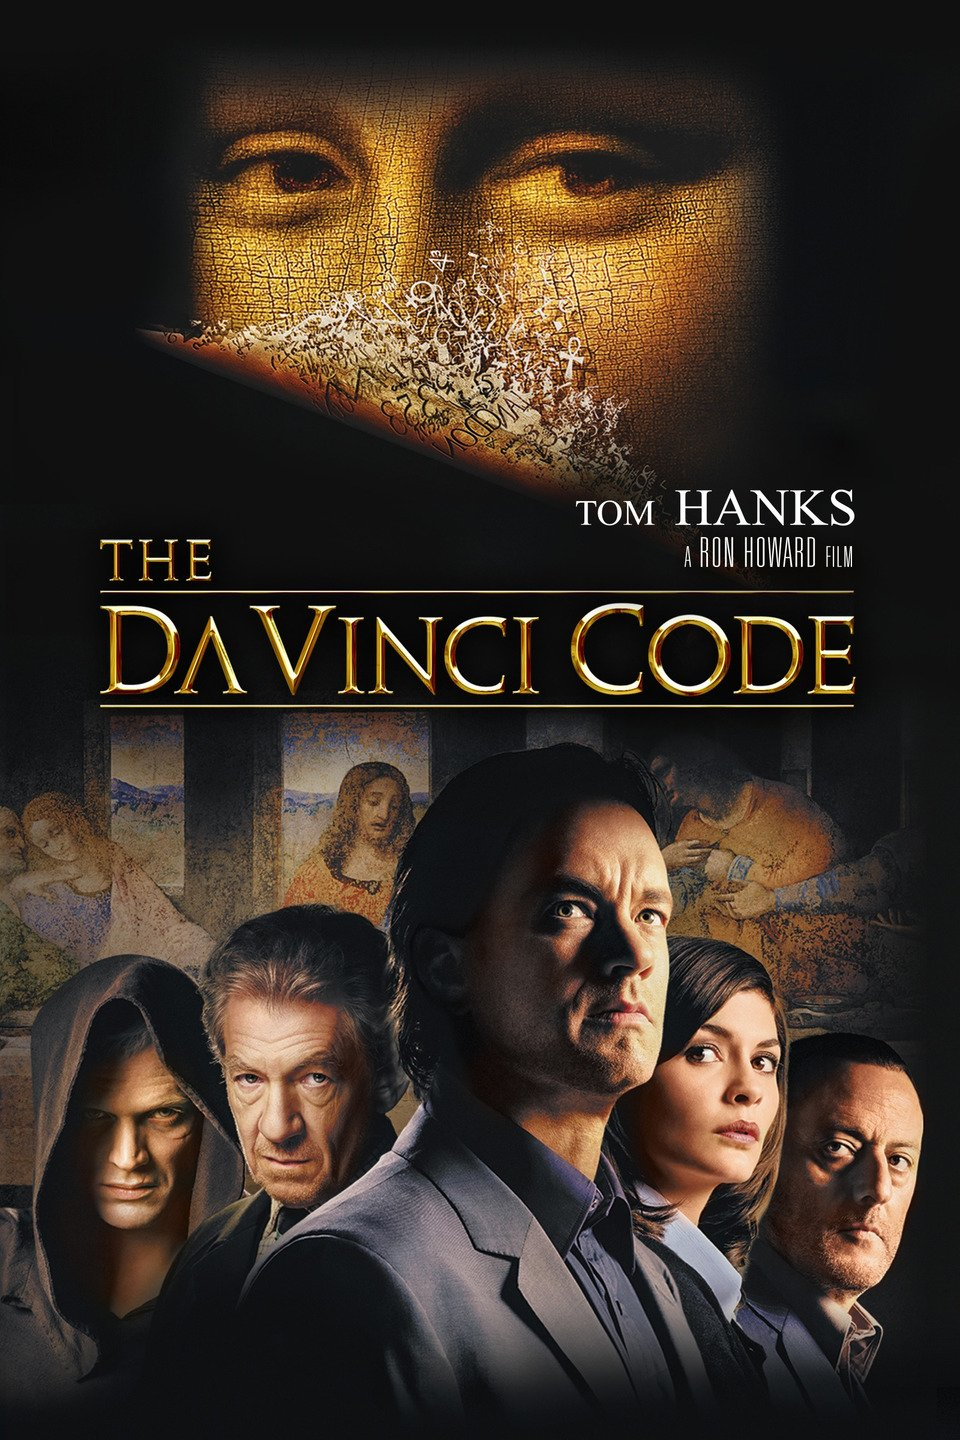 TOM HANKS
A RON HOWARD FILM
THE
DA VINCI CODE